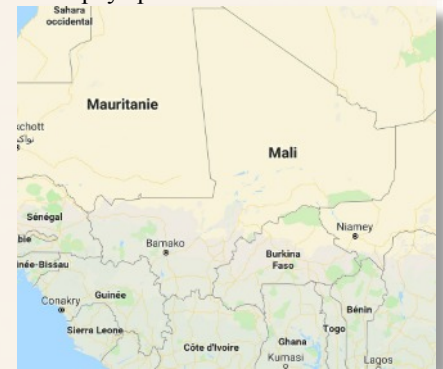 Sahara
occidental
Mauritanie
Mali
نواك
Sénégal
Niamey
Bamako
Burkina
Faso
Guinée
Conakry
Bénin
Sierra Leone
Togo
Ghana
Côte d'Ivoire
Kumasi
Lagos